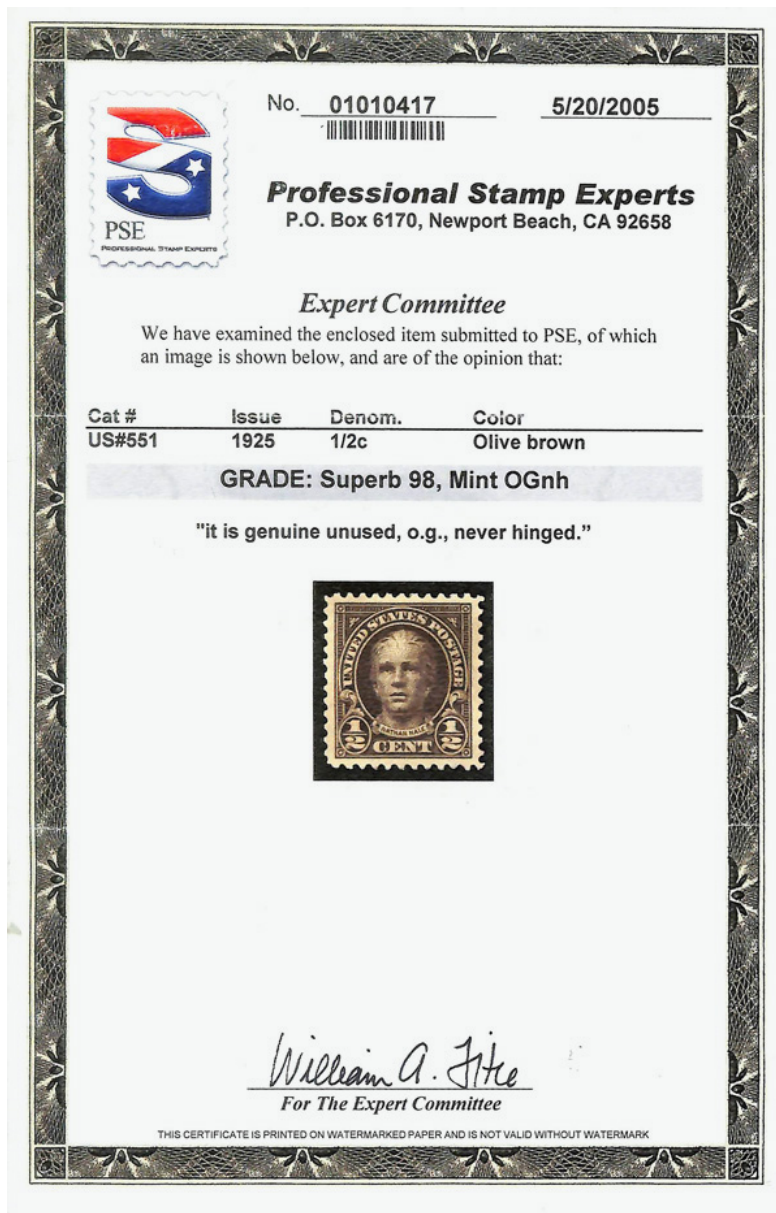 No. 01010417 5/20/2005
PSE
PROFESSIONAL STAMP EXPERTS
Professional Stamp Experts
P.O. Box 6170, Newport Beach, CA 92658
Expert Committee
We have examined the enclosed item submitted to PSE, of which
an image is shown below, and are of the opinion that:
Cat # Issue Denom. Color
US#551 1925 1/2c Olive brown
GRADE: Superb 98, Mint OGnh
"it is genuine unused, o.g., never hinged.”
UNITED STATES POSTAGE
NATHAN HALE
1/2 CENT 1/2
William A. Litle
For The Expert Committee
THIS CERTIFICATE IS PRINTED ON WATERMARKED PAPER AND IS NOT VALID WITHOUT WATERMARK